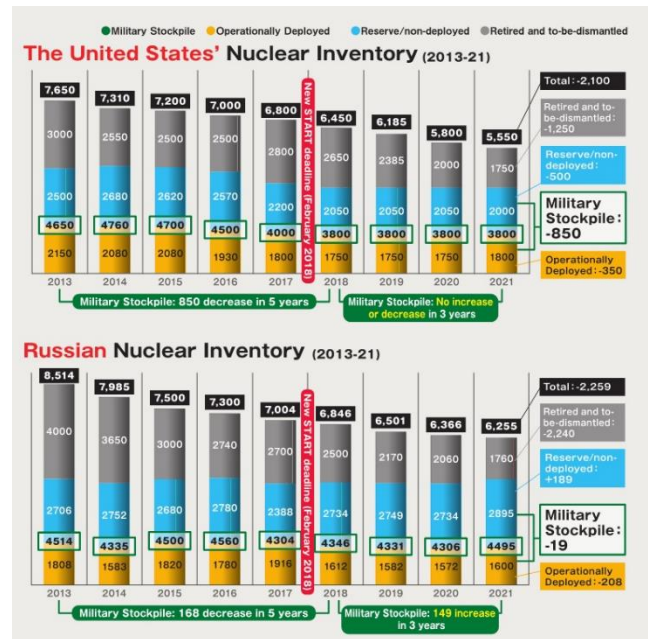 Military Stockpile Operationally Deployed Reserve/non-deployed Retired and to-be-dismantled
The United States' Nuclear Inventory (2013-21)
7,650 7,310 7,200 7,000 6,800 6,450 6,185 5,800 5,550
3000 2550 2500 2500 2800 2650 2385 2000 1750
2500 2680 2620 2570 2200 2050 2050 2050 2000
4650 4760 4700 4500 4000 3800 3800 3800 3800
2150 2080 2080 1930 1800 1750 1750 1750 1800
2013 2014 2015 2016 2017 2018 2019 2020 2021
New START deadline (February 2018)
Total:-2,100
Retired and to-
be-dismantled:
-1,250
Reserve/non-
deployed:
-500
Military
Stockpile:
-850
Operationally
Deployed:-350
Military Stockpile: 850 decrease in 5 years
Military Stockpile: No increase
or decrease in 3 years
Russian Nuclear Inventory (2013-21)
8,514 7,985 7,500 7,300 7,004 6,846 6,501 6,366 6,255
4000 3650 3000 2740 2700 2500 2170 2060 1760
2706 2752 2680 2780 2388 2734 2749 2734 2895
4514 4335 4500 4560 4304 4346 4331 4306 4495
1808 1583 1820 1780 1916 1612 1582 1572 1600
2013 2014 2015 2016 2017 2018 2019 2020 2021
New START deadline (February 2018)
Total:-2,259
Retired and to-
be-dismantled:
-2,240
Reserve/non-
deployed:
+189
Military
Stockpile:
-19
Operationally
Deployed:-208
Military Stockpile: 168 decrease in 5 years
Military Stockpile: 149 increase
in 3 years